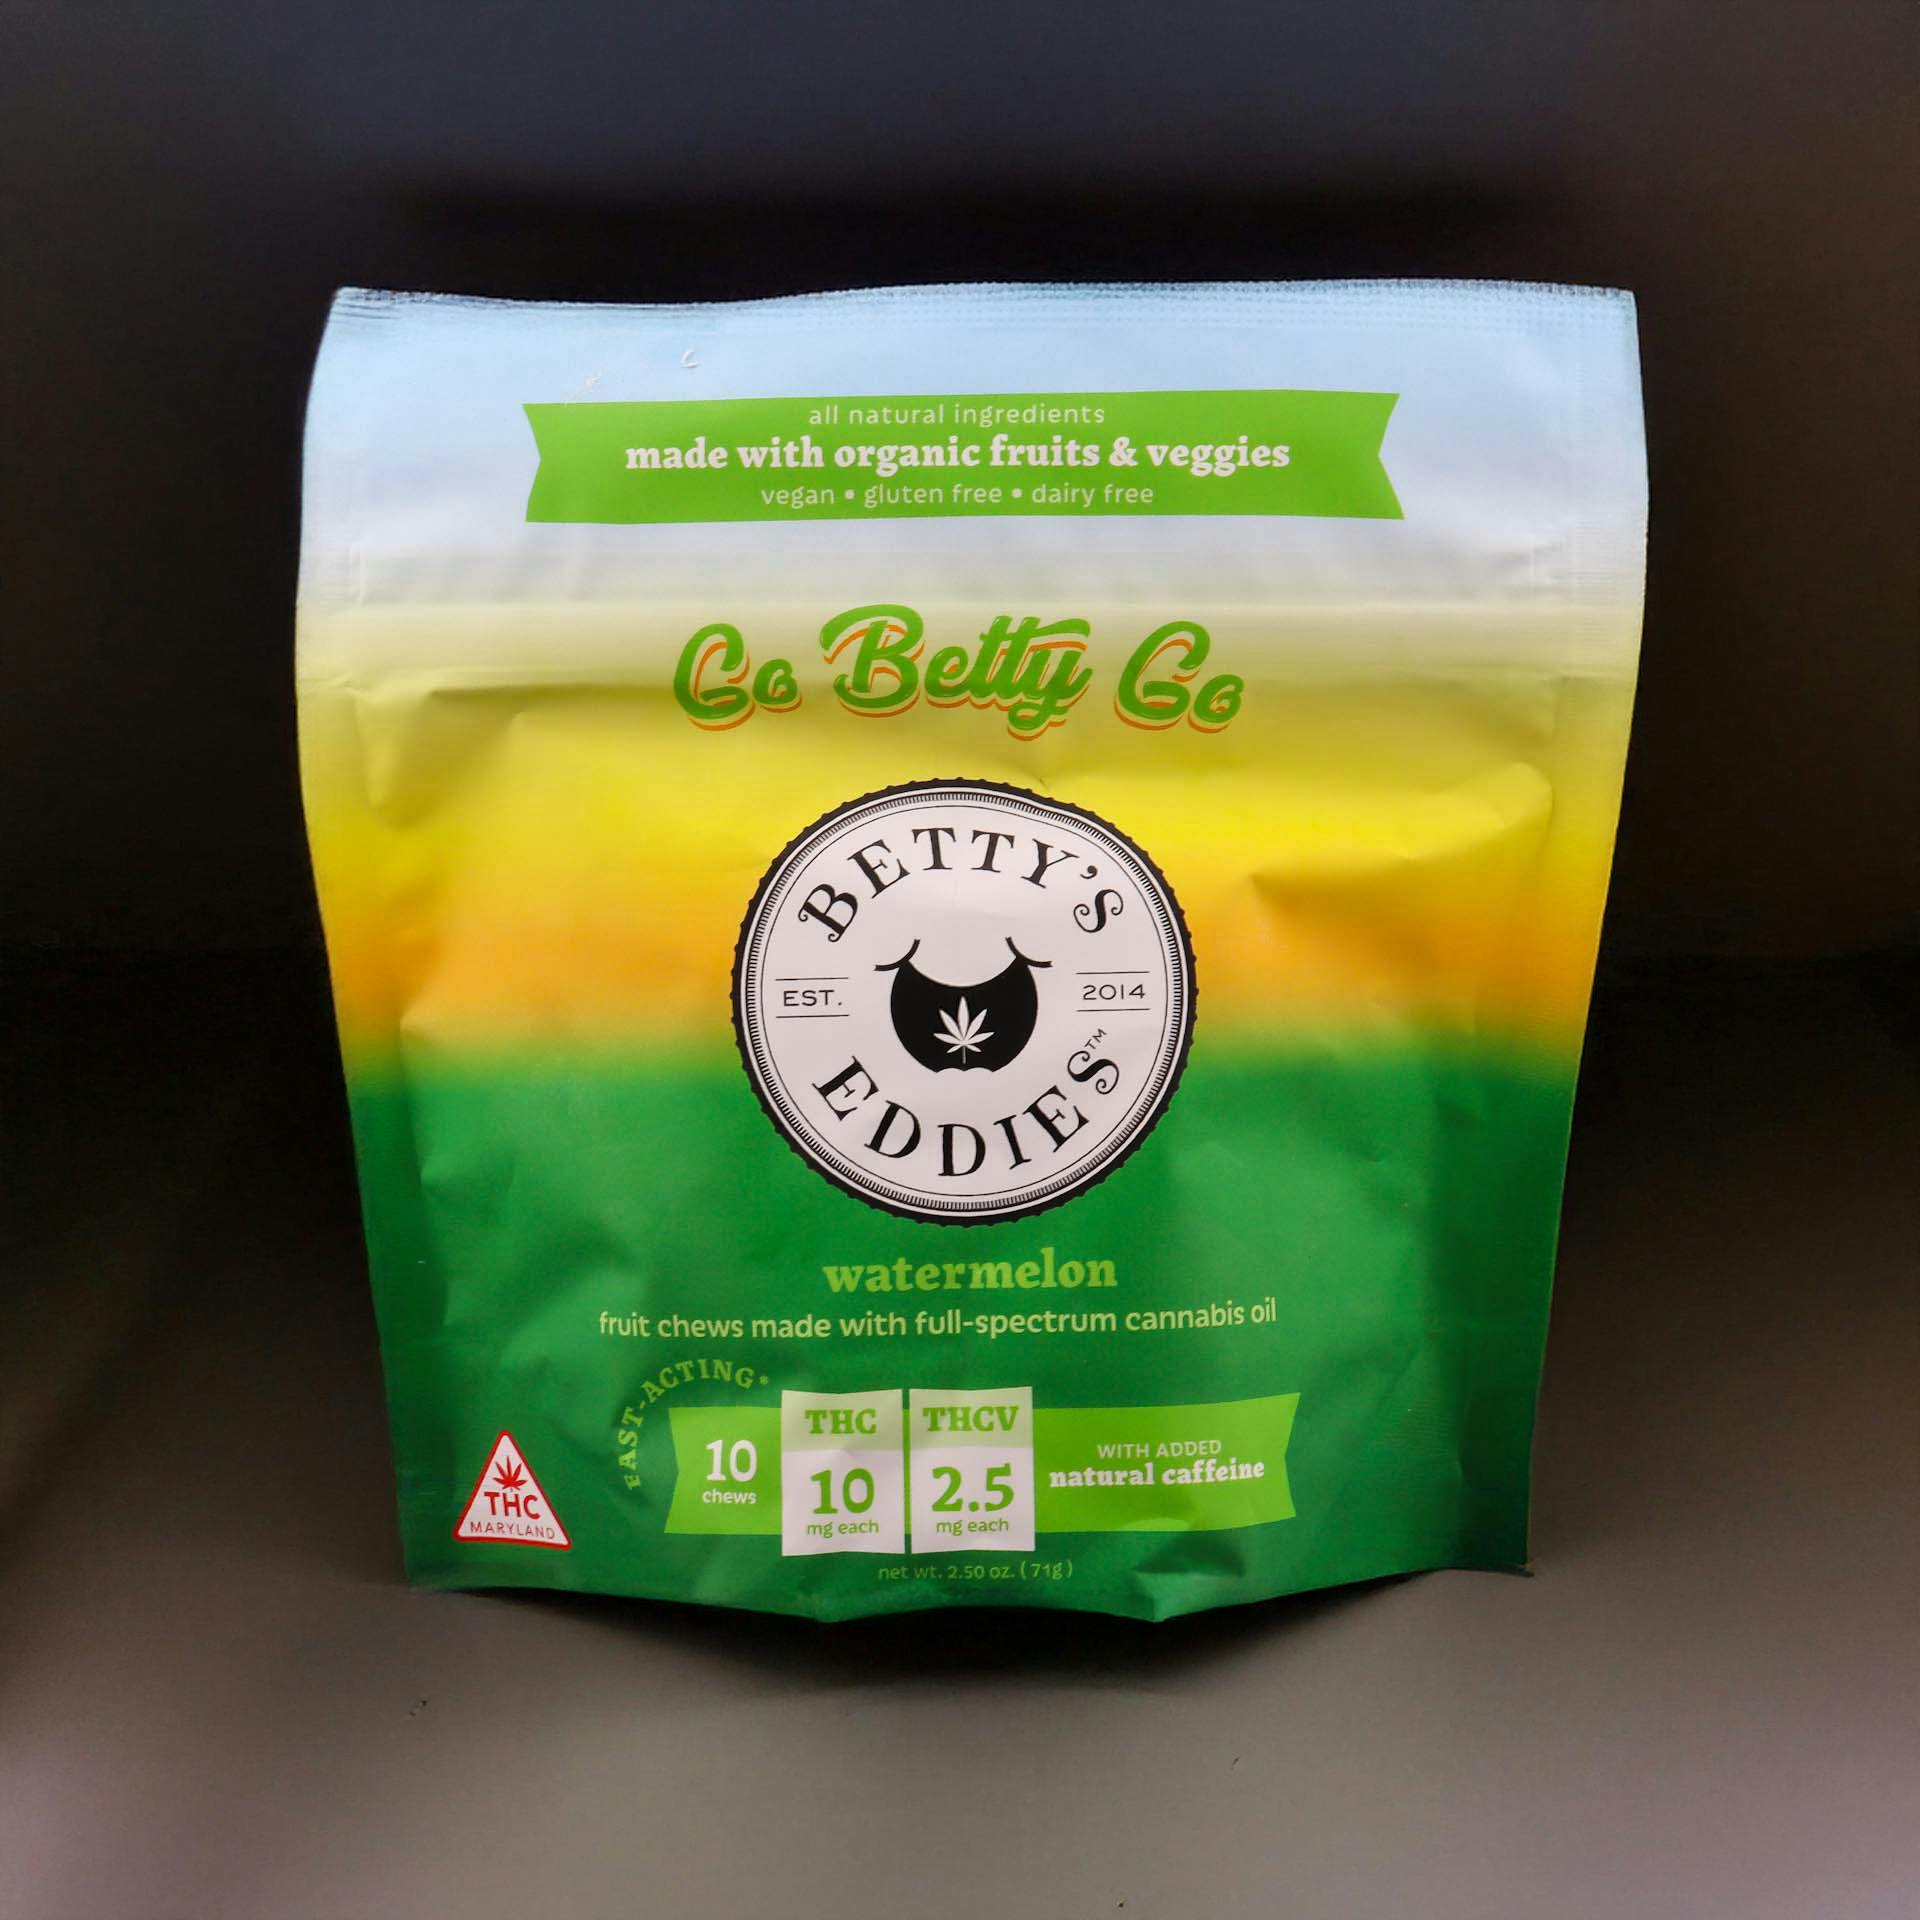 all natural ingredients
made with organic fruits & veggies
vegan • gluten free • dairy free
Go Betty Go
BETTY'S
EST. 2014
EDDIES™
watermelon
fruit chews made with full-spectrum cannabis oil
FAST-ACTING*
10
chews
THC
10
mg each
THCV
2.5
mg each
WITH ADDED
natural caffeine
THC
MARYLAND
net wt. 2.50 oz. (71g)